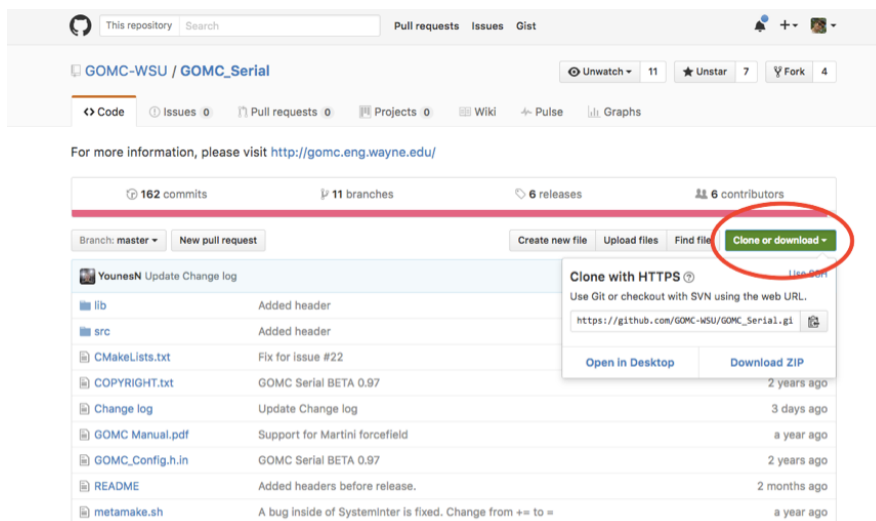 This repository Search Pull requests Issues Gist
GOMC-WSU / GOMC_Serial Unwatch 11 Unstar 7 Fork 4
Code Issues 0 Pull requests 0 Projects 0 Wiki Pulse Graphs
For more information, please visit http://gomc.eng.wayne.edu/
162 commits 11 branches 6 releases 6 contributors
Branch: master New pull request Create new file Upload files Find file Clone or download
YounesN Update Change log
Clone with HTTPS Use SSH
Use Git or checkout with SVN using the web URL.
https://github.com/GOMC-WSU/GOMC_Serial.gi
Open in Desktop Download ZIP
lib Added header
src Added header
CMakeLists.txt Fix for issue #22
COPYRIGHT.txt GOMC Serial BETA 0.97 2 years ago
Change log Update Change log 3 days ago
GOMC Manual.pdf Support for Martini forcefield a year ago
GOMC_Config.h.in GOMC Serial BETA 0.97 2 years ago
README Added headers before release. 2 months ago
metamake.sh A bug inside of SystemInter is fixed. Change from += to = a year ago